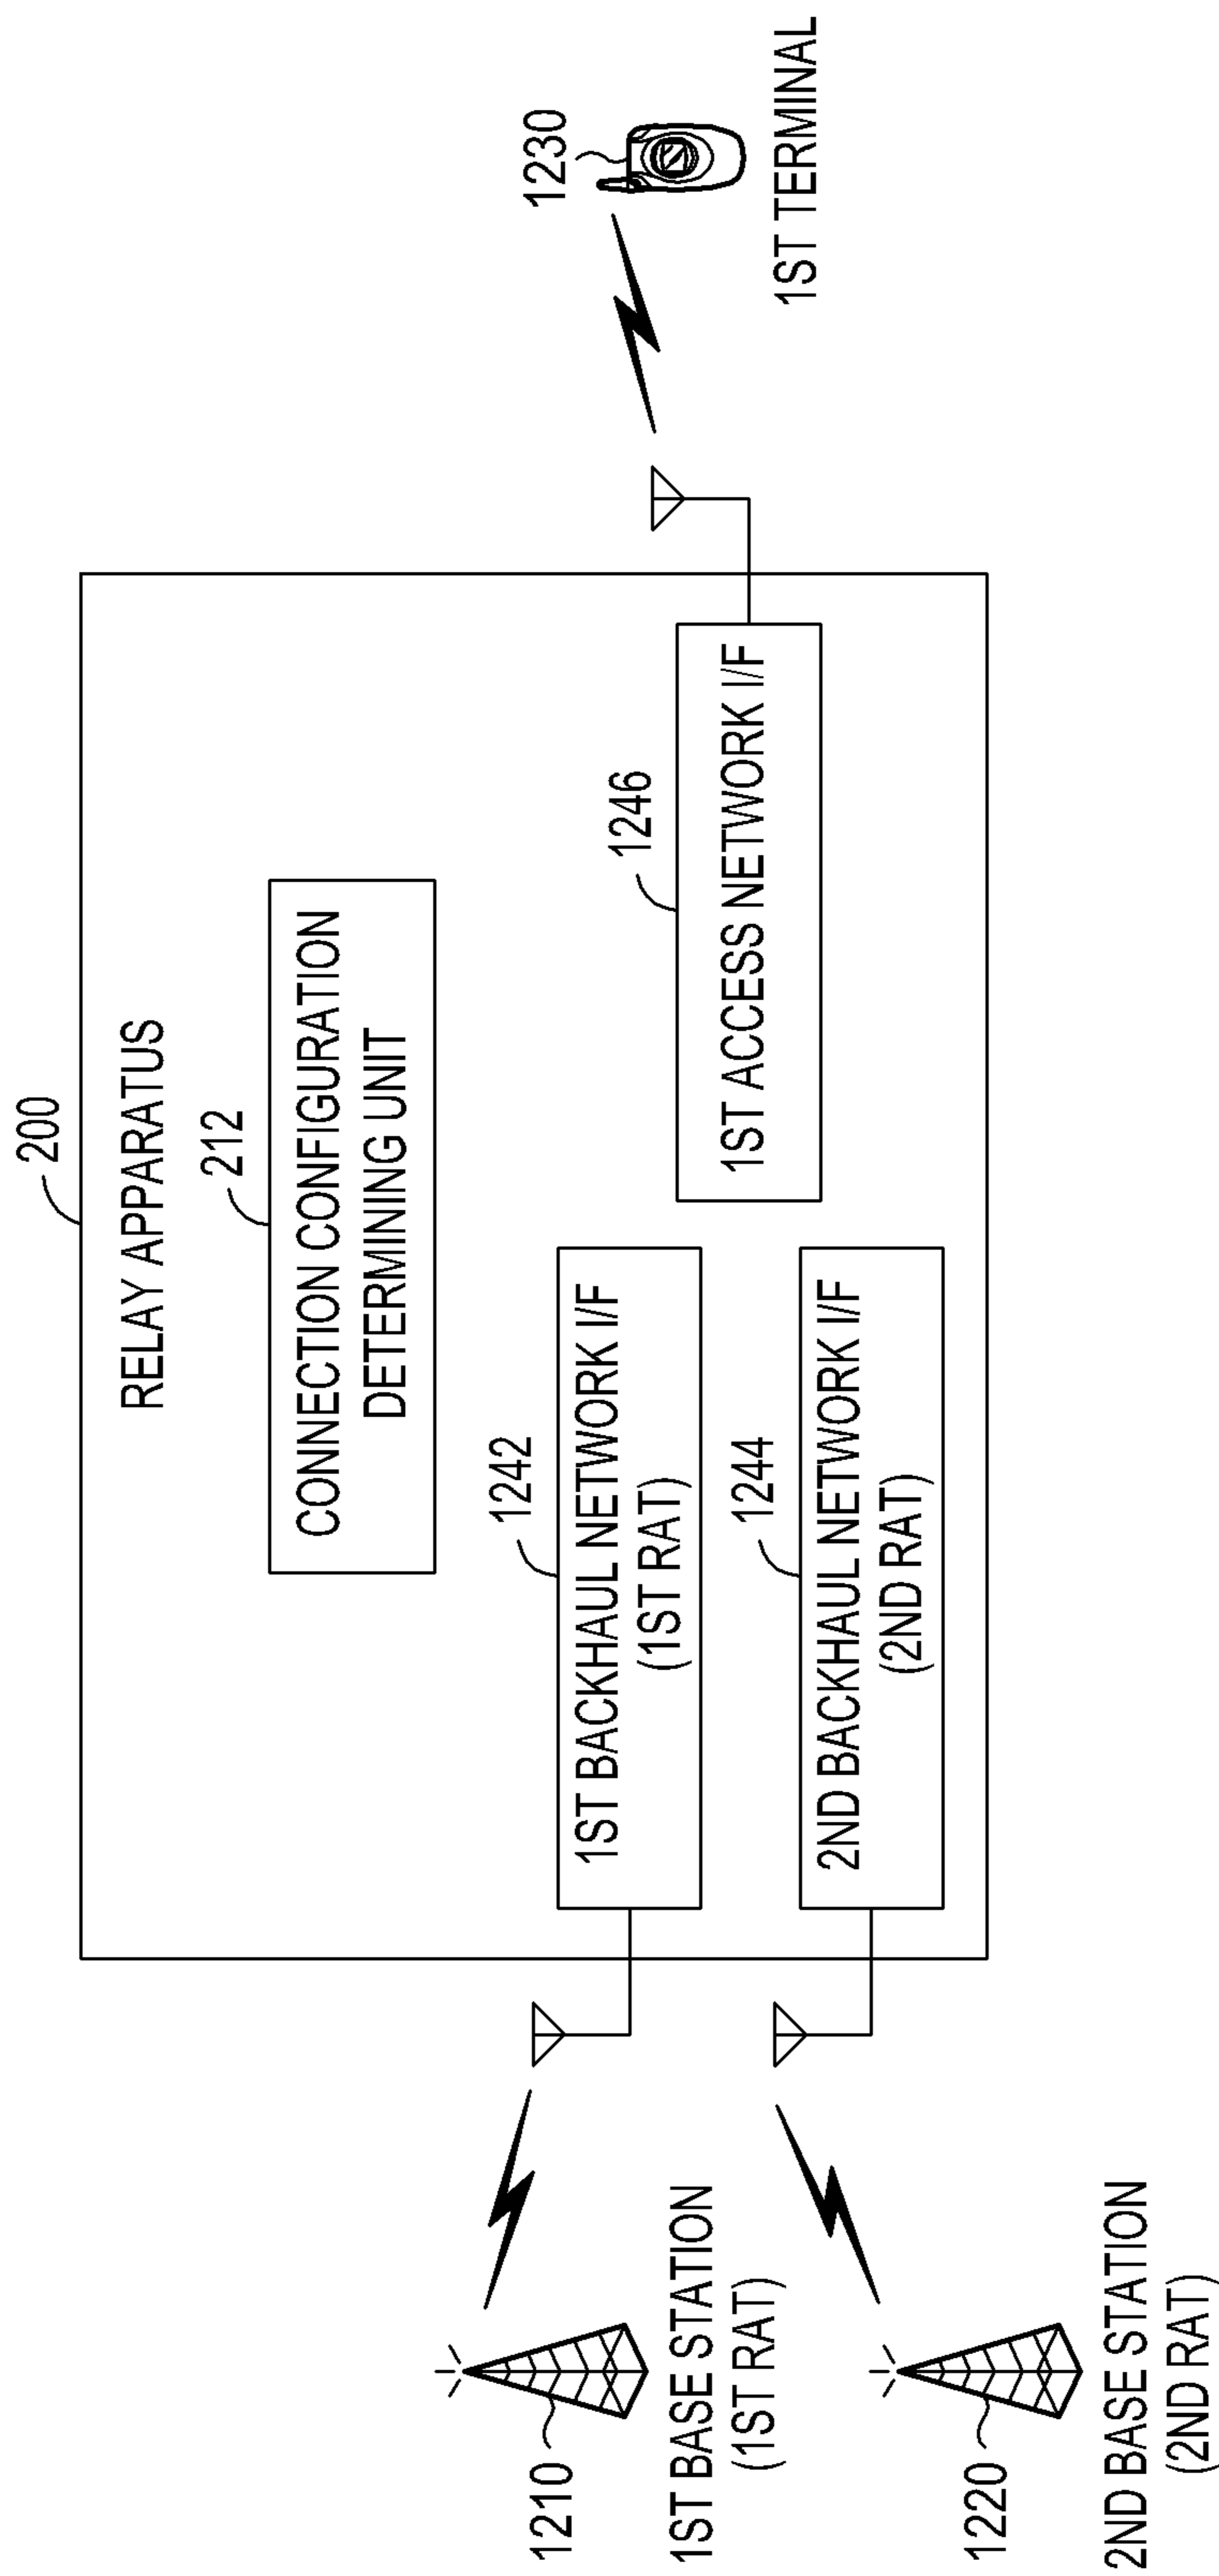 200
RELAY APPARATUS
212
CONNECTION CONFIGURATION
DETERMINING UNIT
1210
1ST BASE STATION
(1ST RAT)
1242
1ST BACKHAUL NETWORK I/F
(1ST RAT)
1246
1ST ACCESS NETWORK I/F
1230
1ST TERMINAL
1220
2ND BASE STATION
(2ND RAT)
1244
2ND BACKHAUL NETWORK I/F
(2ND RAT)